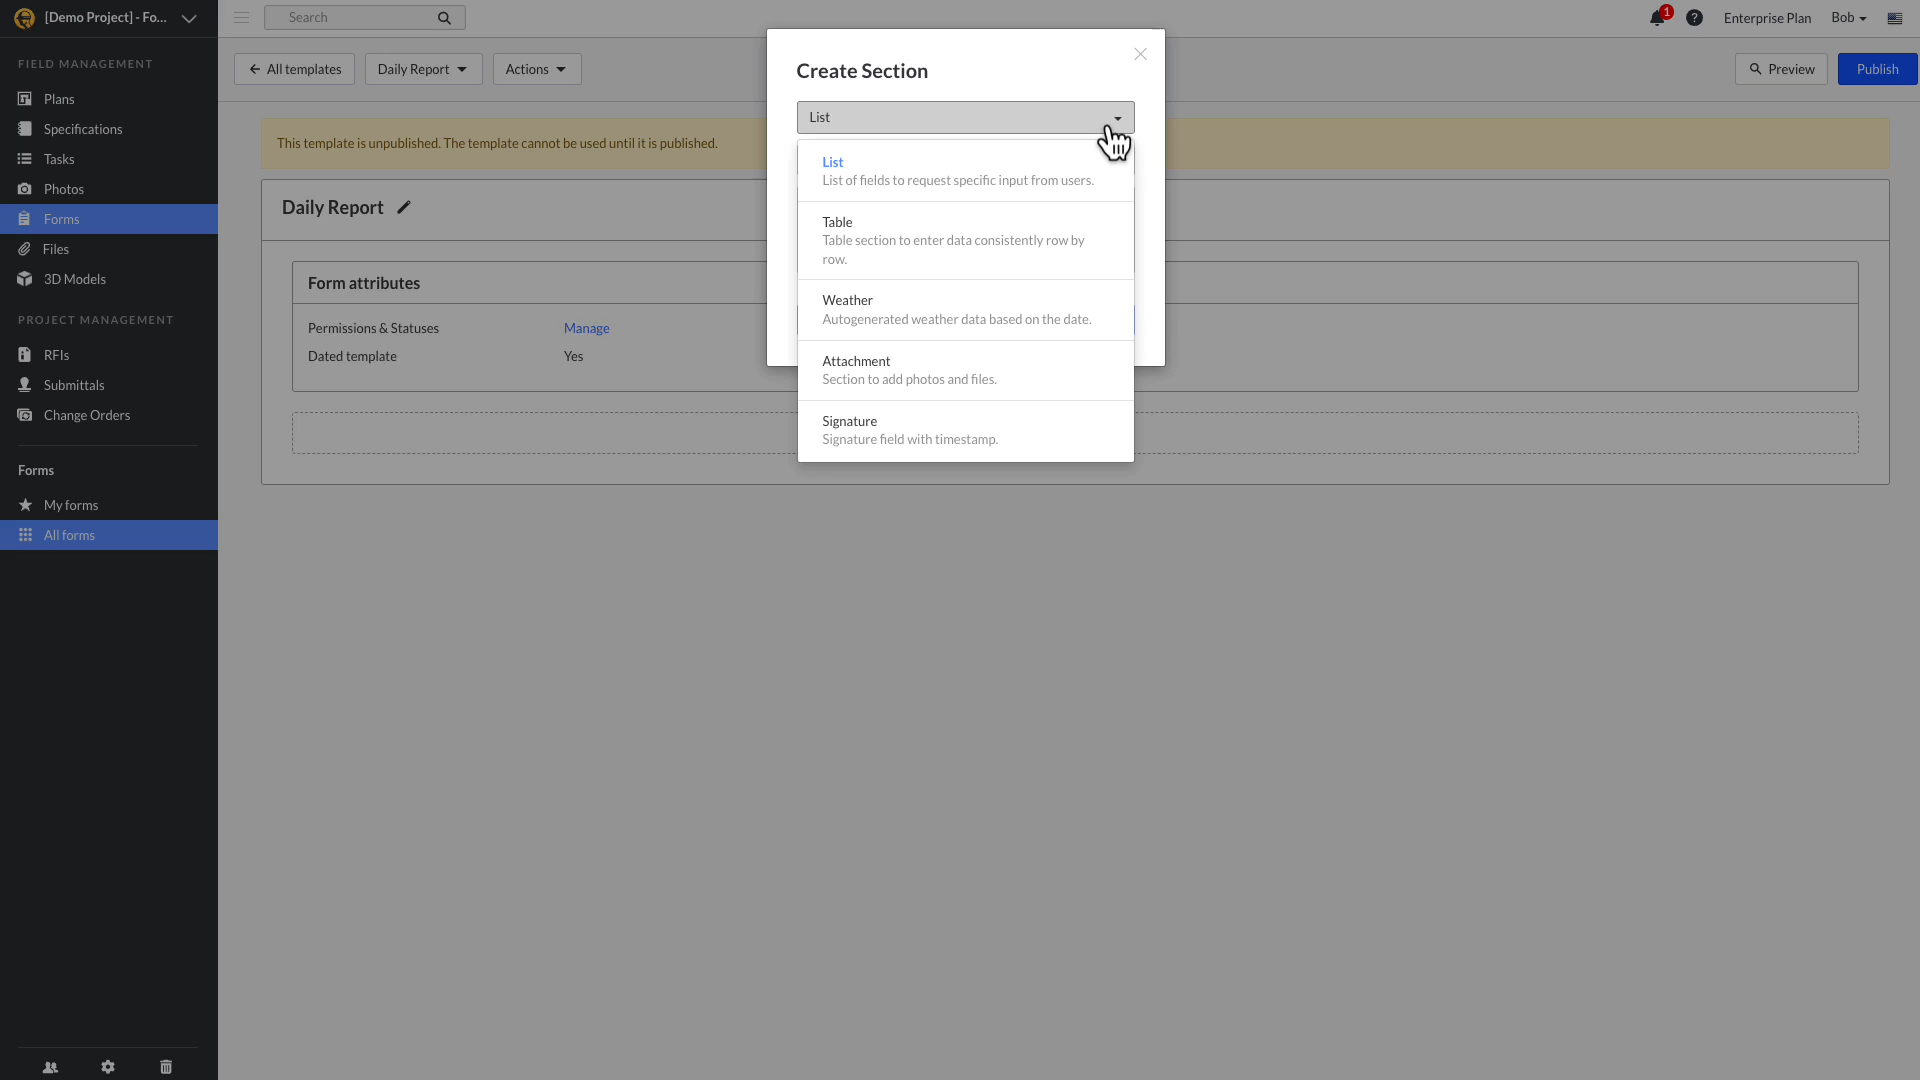 [Demo Project] - Fo...
Search
1
?
Enterprise Plan
Bob
FIELD MANAGEMENT
Plans
Specifications
Tasks
Photos
Forms
Files
3D Models
PROJECT MANAGEMENT
RFIs
Submittals
Change Orders
Forms
My forms
All forms
All templates
Daily Report
Actions
Preview
Publish
This template is unpublished. The template cannot be used until it is published.
Daily Report
Form attributes
Permissions & Statuses
Manage
Dated template
Yes
Create Section
List
List
List of fields to request specific input from users.
Table
Table section to enter data consistently row by
row.
Weather
Autogenerated weather data based on the date.
Attachment
Section to add photos and files.
Signature
Signature field with timestamp.